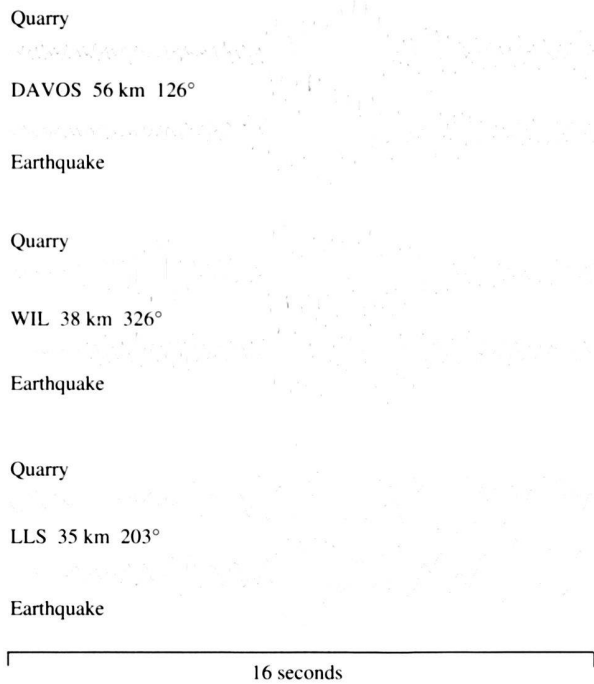 Quarry
DAVOS 56 km 126°
Earthquake
Quarry
WIL 38 km 326°
Earthquake
Quarry
LLS 35 km 203°
Earthquake
16 seconds